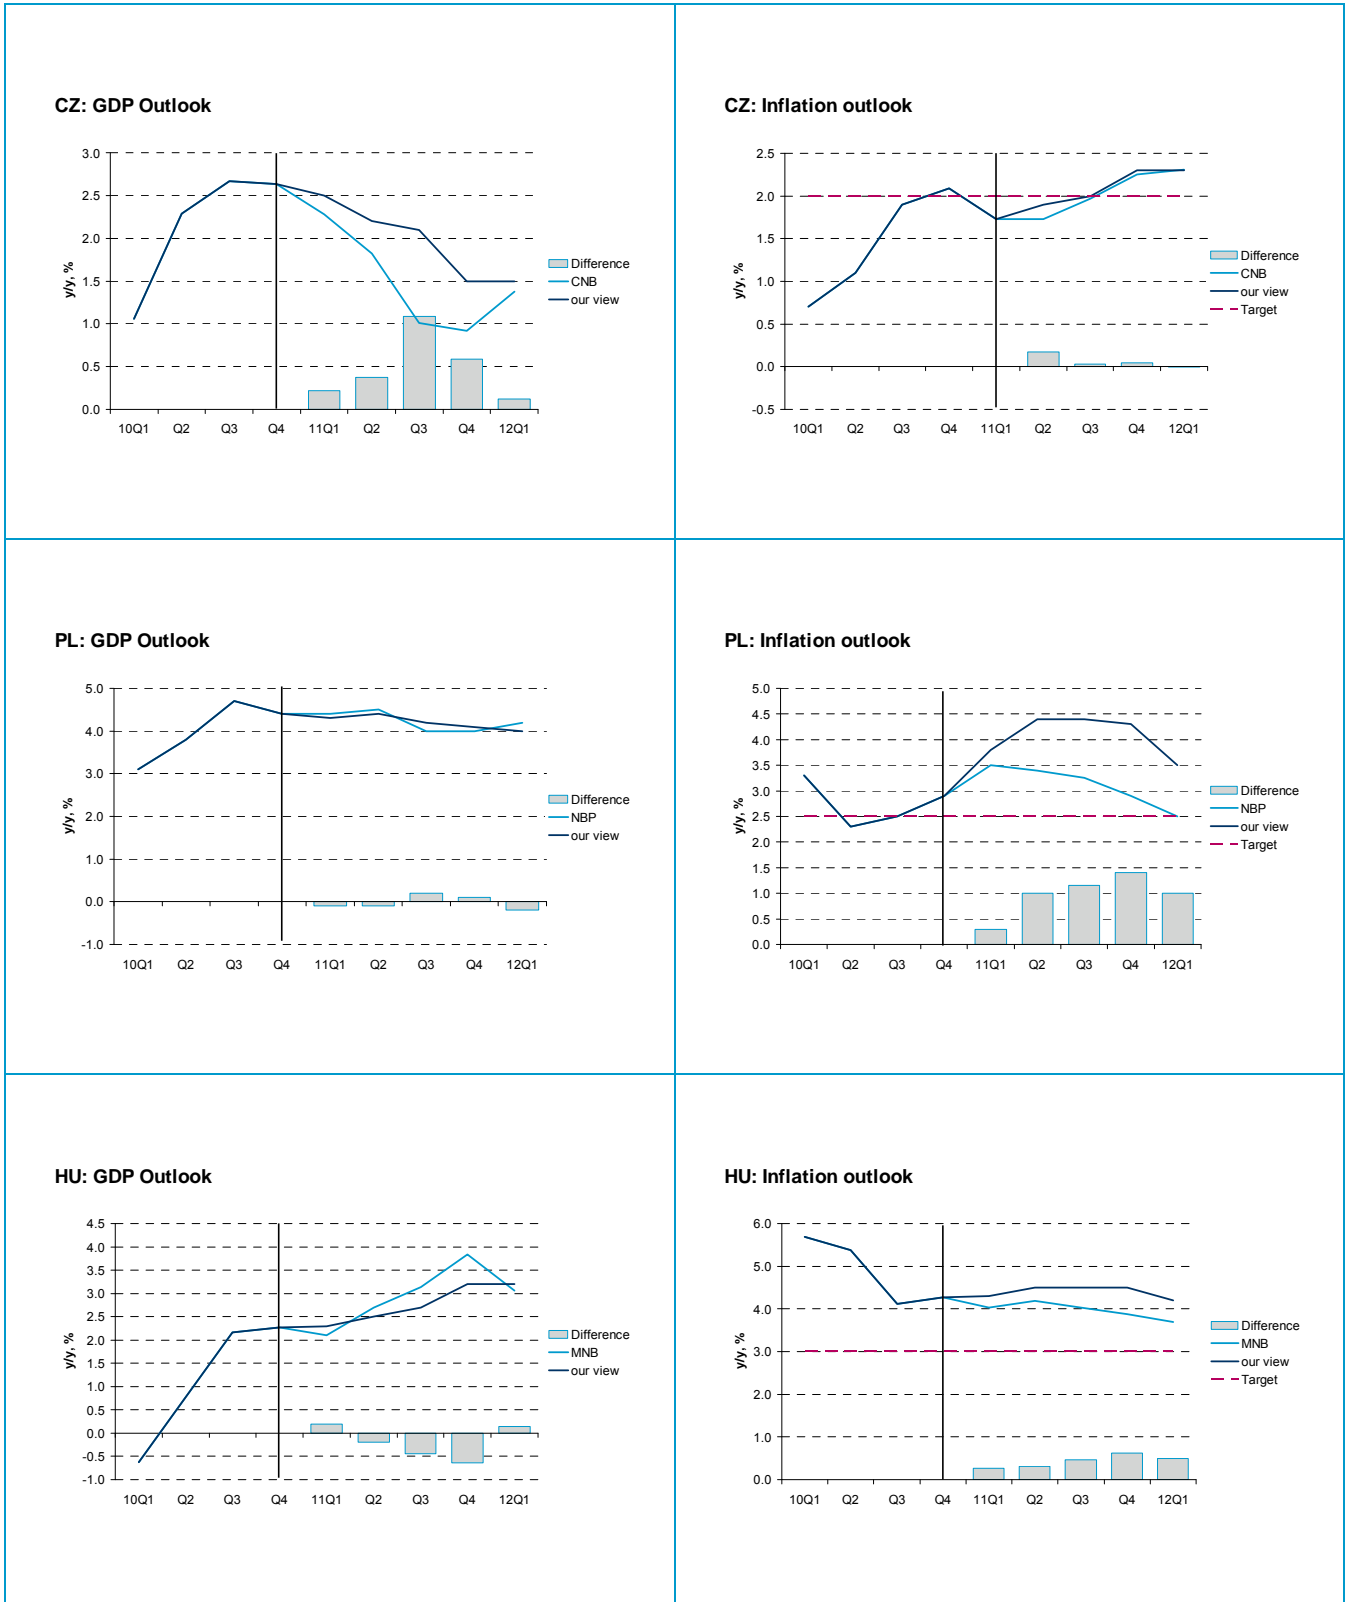 CZ: GDP Outlook
3.0
2.5
2.0
1.5
1.0
0.5
0.0
y/y, %
10Q1 Q2 Q3 Q4 11Q1 Q2 Q3 Q4 12Q1
Difference
CNB
our view
CZ: Inflation outlook
2.5
2.0
1.5
1.0
0.5
0.0
-0.5
y/y, %
10Q1 Q2 Q3 Q4 11Q1 Q2 Q3 Q4 12Q1
Difference
CNB
our view
Target
PL: GDP Outlook
5.0
4.0
3.0
2.0
1.0
0.0
-1.0
y/y, %
10Q1 Q2 Q3 Q4 11Q1 Q2 Q3 Q4 12Q1
Difference
NBP
our view
PL: Inflation outlook
5.0
4.5
4.0
3.5
3.0
2.5
2.0
1.5
1.0
0.5
0.0
y/y, %
10Q1 Q2 Q3 Q4 11Q1 Q2 Q3 Q4 12Q1
Difference
NBP
our view
Target
HU: GDP Outlook
4.5
4.0
3.5
3.0
2.5
2.0
1.5
1.0
0.5
0.0
-0.5
-1.0
y/y, %
10Q1 Q2 Q3 Q4 11Q1 Q2 Q3 Q4 12Q1
Difference
MNB
our view
HU: Inflation outlook
6.0
5.0
4.0
3.0
2.0
1.0
0.0
y/y, %
10Q1 Q2 Q3 Q4 11Q1 Q2 Q3 Q4 12Q1
Difference
MNB
our view
Target